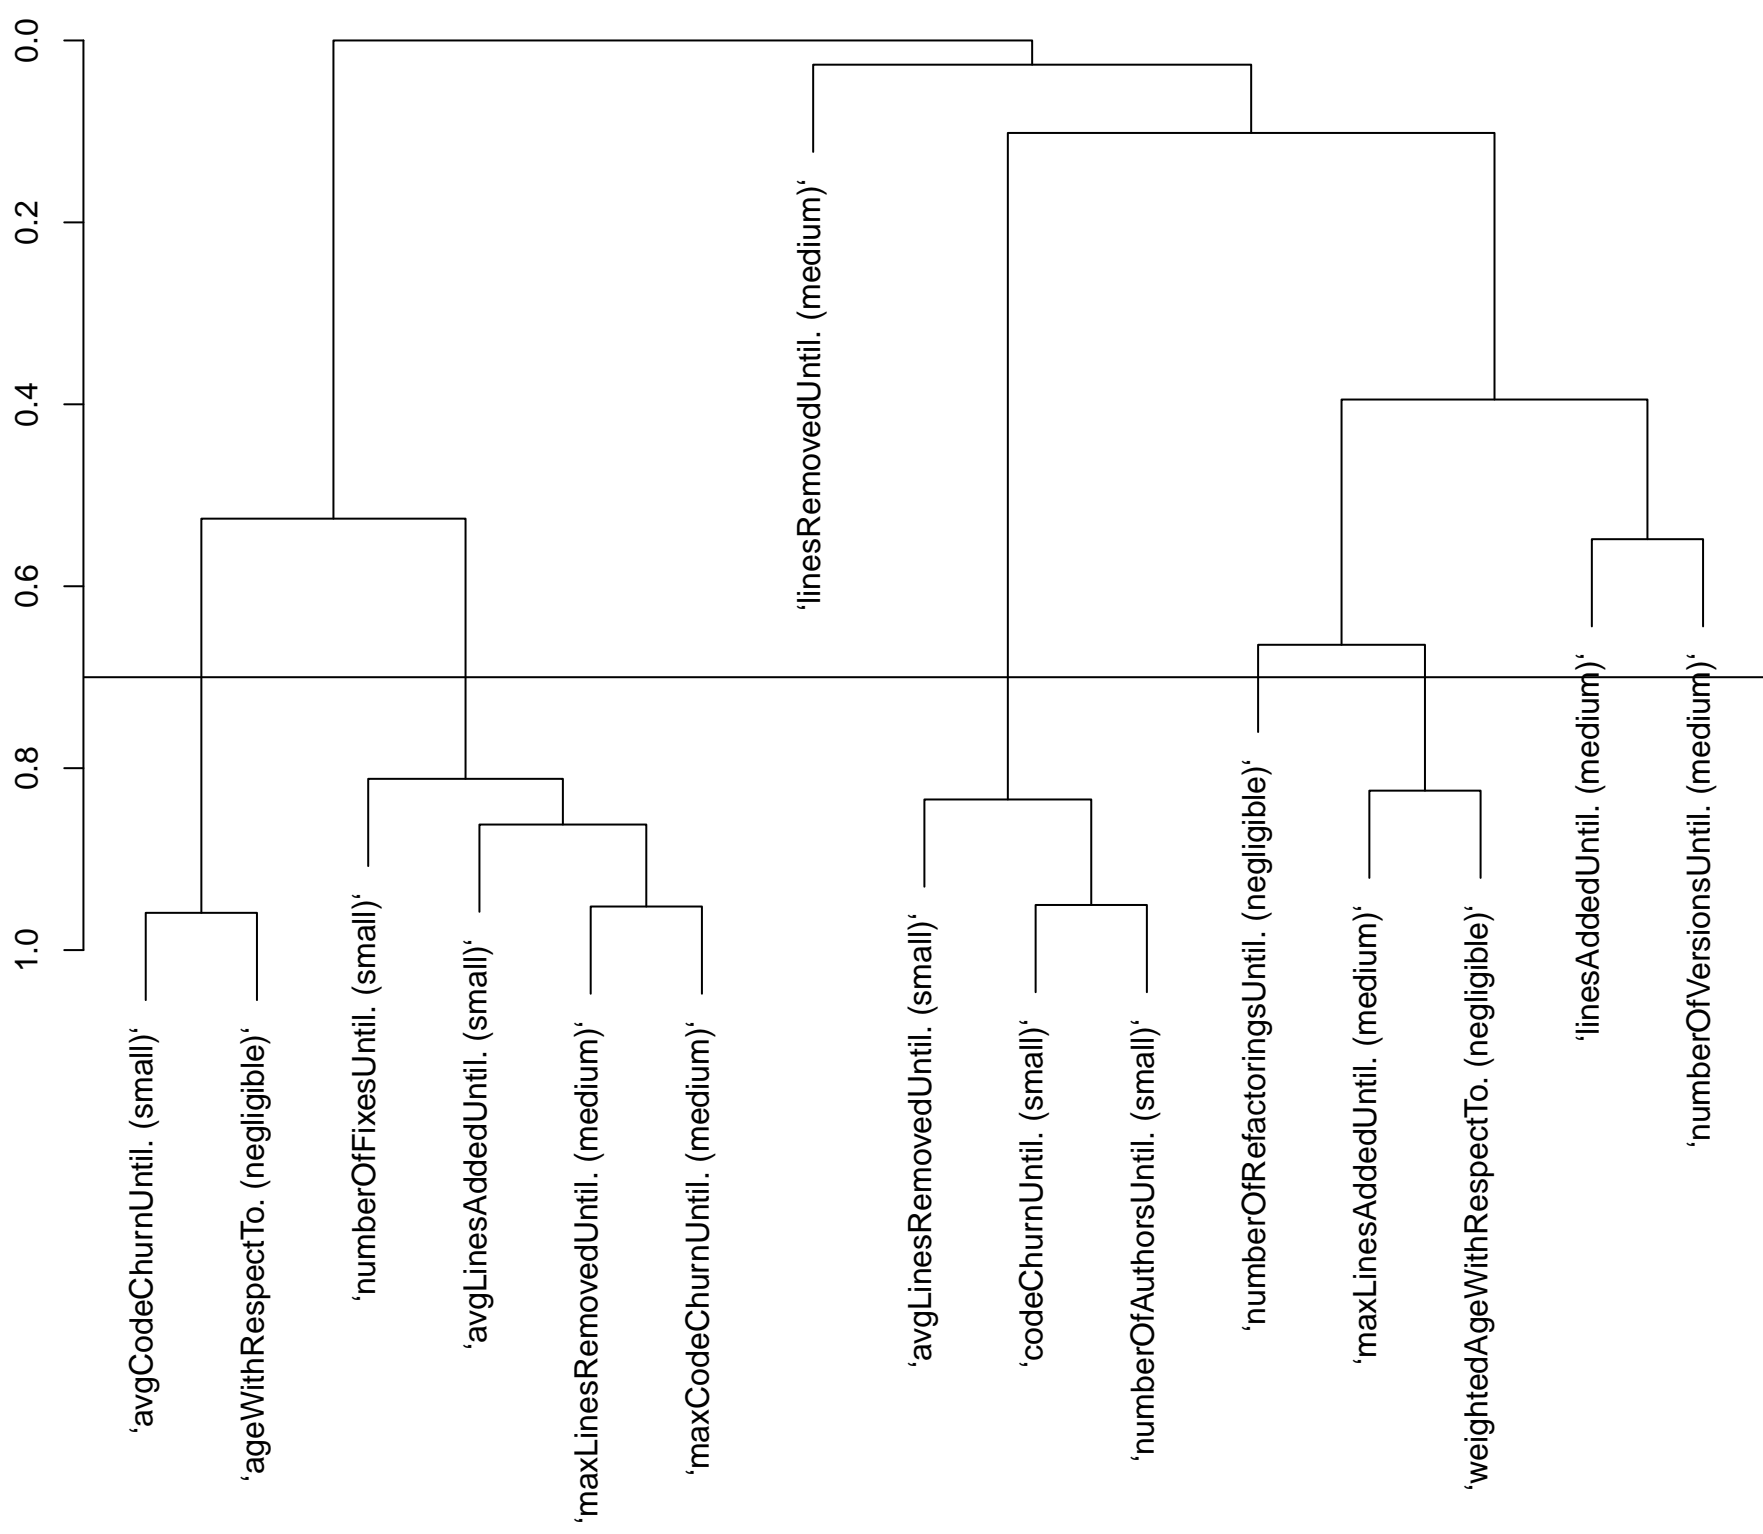 0.0
0.2
0.4
0.6
0.8
1.0
‘avgCodeChurnUntil. (small)‘
‘ageWithRespectTo. (negligible)‘
‘numberOfFixesUntil. (small)‘
‘avgLinesAddedUntil. (small)‘
‘maxLinesRemovedUntil. (medium)‘
‘maxCodeChurnUntil. (medium)‘
‘linesRemovedUntil. (medium)‘
‘avgLinesRemovedUntil. (small)‘
‘codeChurnUntil. (small)‘
‘numberOfAuthorsUntil. (small)‘
‘numberOfRefactoringsUntil. (negligible)‘
‘maxLinesAddedUntil. (medium)‘
‘weightedAgeWithRespectTo. (negligible)‘
‘linesAddedUntil. (medium)‘
‘numberOfVersionsUntil. (medium)‘